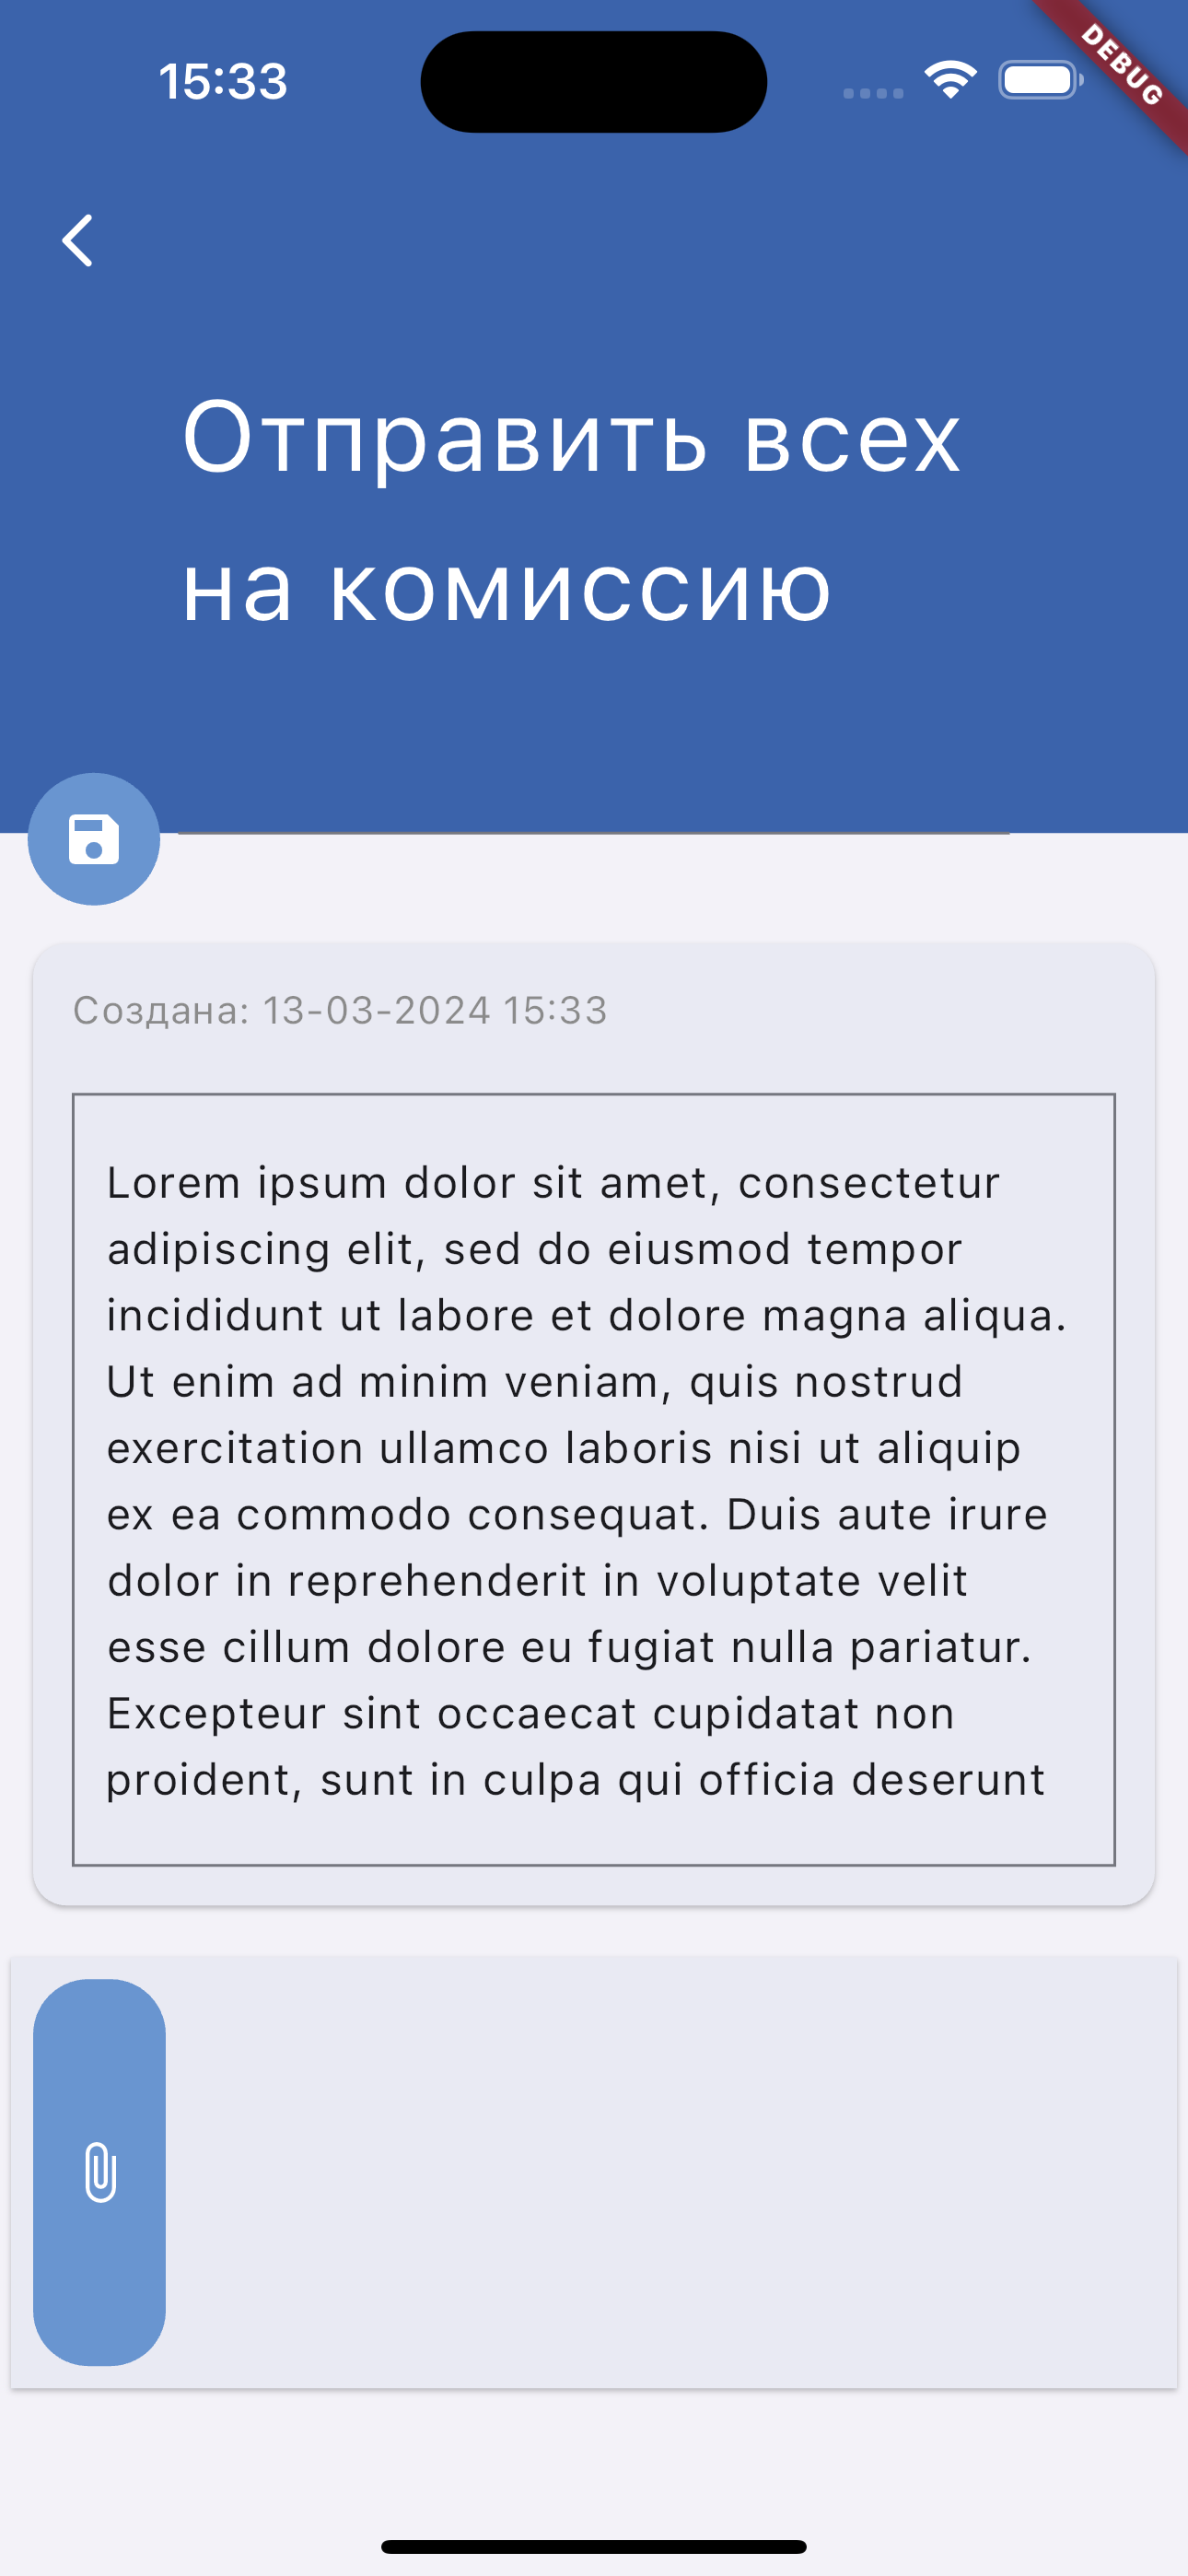 15:33
DEBUG
Отправить всех
на комиссию
Создана: 13-03-2024 15:33
Lorem ipsum dolor sit amet, consectetur
adipiscing elit, sed do eiusmod tempor
incididunt ut labore et dolore magna aliqua.
Ut enim ad minim veniam, quis nostrud
exercitation ullamco laboris nisi ut aliquip
ex ea commodo consequat. Duis aute irure
dolor in reprehenderit in voluptate velit
esse cillum dolore eu fugiat nulla pariatur.
Excepteur sint occaecat cupidatat non
proident, sunt in culpa qui officia deserunt